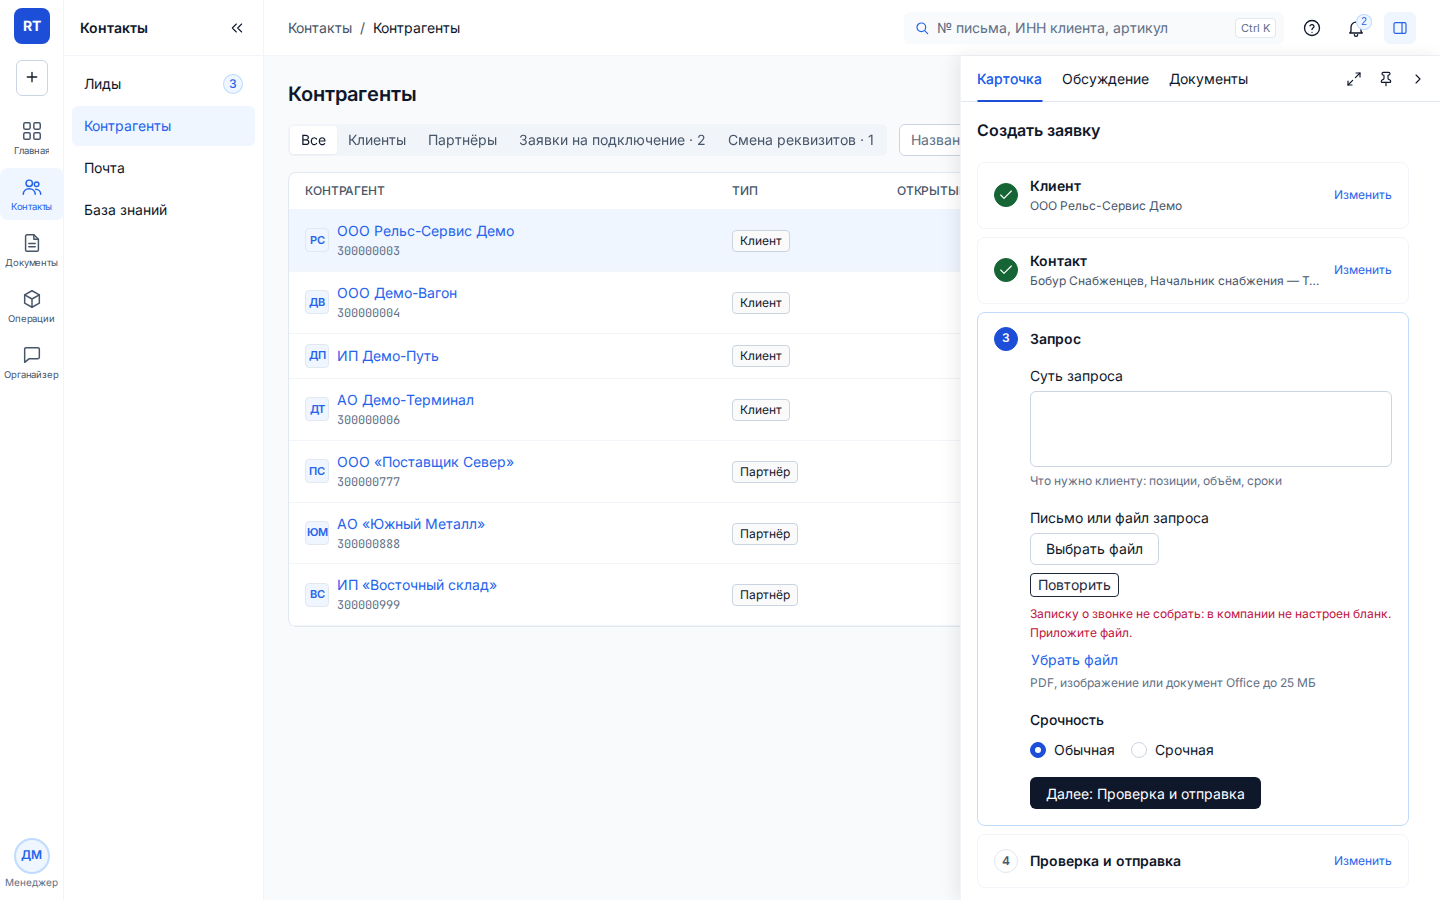 RT
Главная
Контакты
Документы
Операции
Органайзер
ДМ
Менеджер
Контакты
Лиды
3
Контрагенты
Почта
База знаний
Контакты / Контрагенты
№ письма, ИНН клиента, артикул
Ctrl K
2
Контрагенты
Все
Клиенты
Партнёры
Заявки на подключение · 2
Смена реквизитов · 1
Назван
КОНТРАГЕНТ
ТИП
ОТКРЫТЫ
РС
ООО Рельс-Сервис Демо
300000003
Клиент
ДВ
ООО Демо-Вагон
300000004
Клиент
ДП
ИП Демо-Путь
Клиент
ДТ
АО Демо-Терминал
300000006
Клиент
ПС
ООО «Поставщик Север»
300000777
Партнёр
ЮМ
АО «Южный Металл»
300000888
Партнёр
ВС
ИП «Восточный склад»
300000999
Партнёр
Карточка
Обсуждение
Документы
Создать заявку
Клиент
ООО Рельс-Сервис Демо
Изменить
Контакт
Бобур Снабженцев, Начальник снабжения — Т...
Изменить
3
Запрос
Суть запроса
Что нужно клиенту: позиции, объём, сроки
Письмо или файл запроса
Выбрать файл
Повторить
Записку о звонке не собрать: в компании не настроен бланк.
Приложите файл.
Убрать файл
PDF, изображение или документ Office до 25 МБ
Срочность
Обычная
Срочная
Далее: Проверка и отправка
4
Проверка и отправка
Изменить